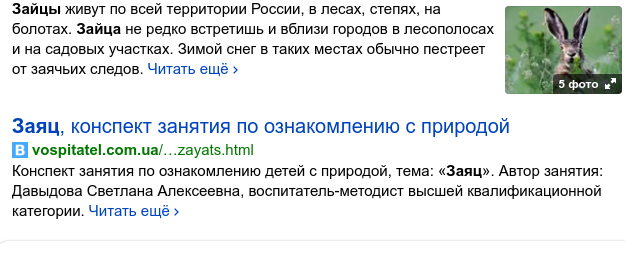 Зайцы живут по всей территории России, в лесах, степях, на
болотах. Зайца не редко встретишь и вблизи городов в лесополосах
и на садовых участках. Зимой снег в таких местах обычно пестреет
от заячьих следов. Читать ещё ›
5 фото
Заяц, конспект занятия по ознакомлению с природой
B vospitatel.com.ua/…zayats.html
Конспект занятия по ознакомлению детей с природой, тема: «Заяц». Автор занятия:
Давыдова Светлана Алексеевна, воспитатель-методист высшей квалификационной
категории. Читать ещё ›